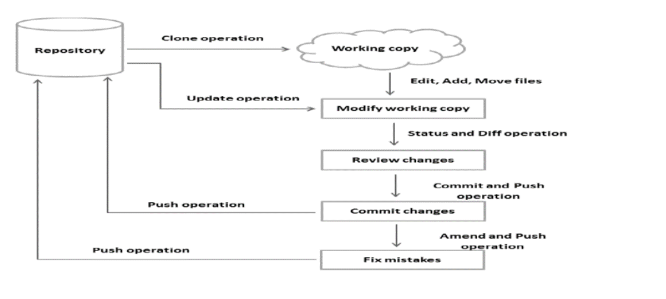 Clone operation
Repository
Working copy
Edit, Add, Move files
Update operation
Modify working copy
Status and Diff operation
Review changes
Commit and Push
operation
Push operation
Commit changes
Amend and Push
operation
Push operation
Fix mistakes